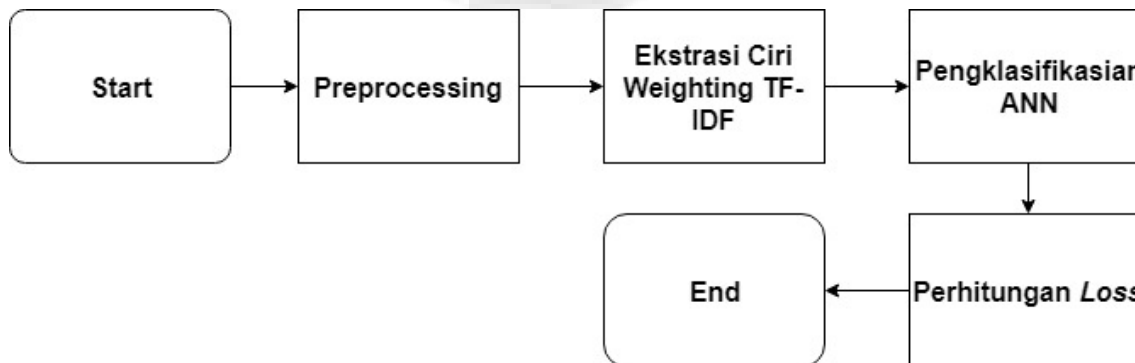 Start
Preprocessing
Ekstrasi Ciri
Weighting TF-
IDF
Pengklasifikasian
ANN
Perhitungan Loss
End